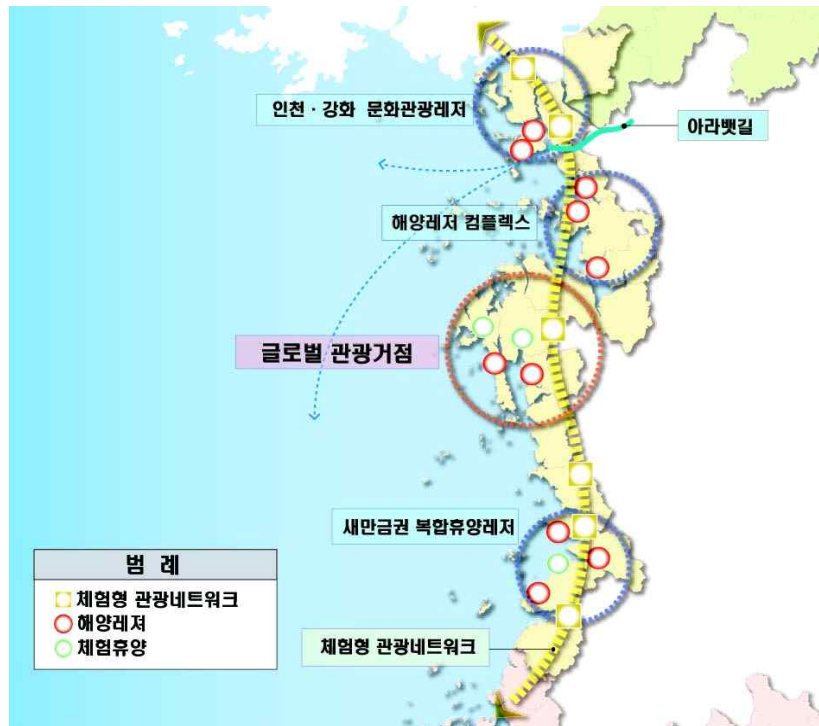 인천 · 강화 문화관광레저
아라뱃길
해양레저 컴플렉스
글로벌 관광거점
새만금권 복합휴양레저
범 례
체험형 관광네트워크
해양레저
체험휴양
체험형 관광네트워크